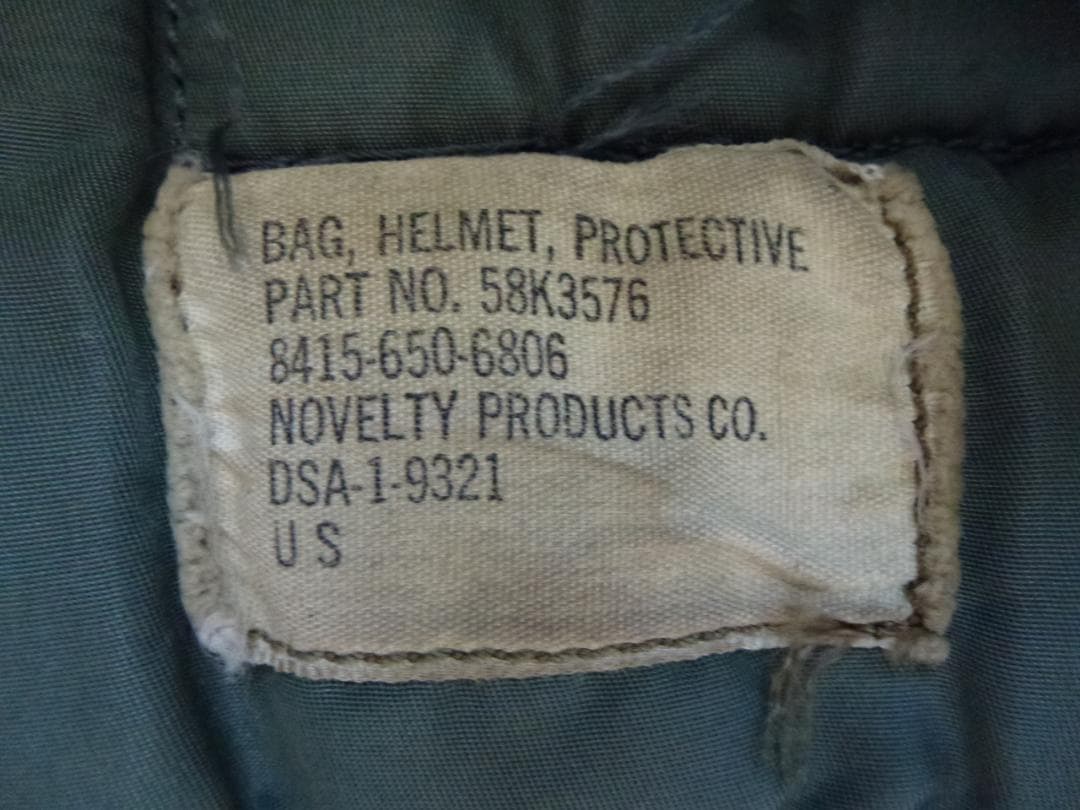 BAG, HELMET, PROTECTIVE
PART NO. 58K3576
8415-650-6806
NOVELTY PRODUCTS CO.
DSA-1-9321
U S